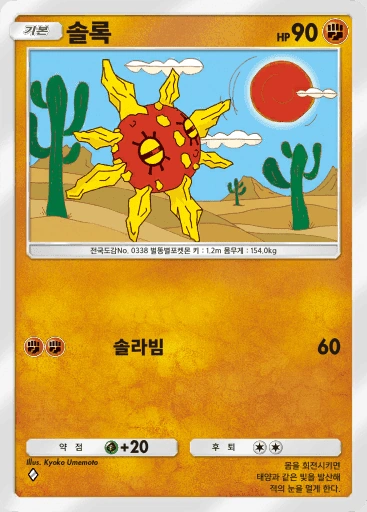 기본 솔록 HP 90
전국도감No. 0338 별똥별포켓몬 키 : 1.2m 몸무게 : 154.0kg
솔라빔 60
약점 +20 후퇴
Illus. Kyoko Umemoto
몸을 회전시키면
태양과 같은 빛을 발산해
적의 눈을 멀게 한다.